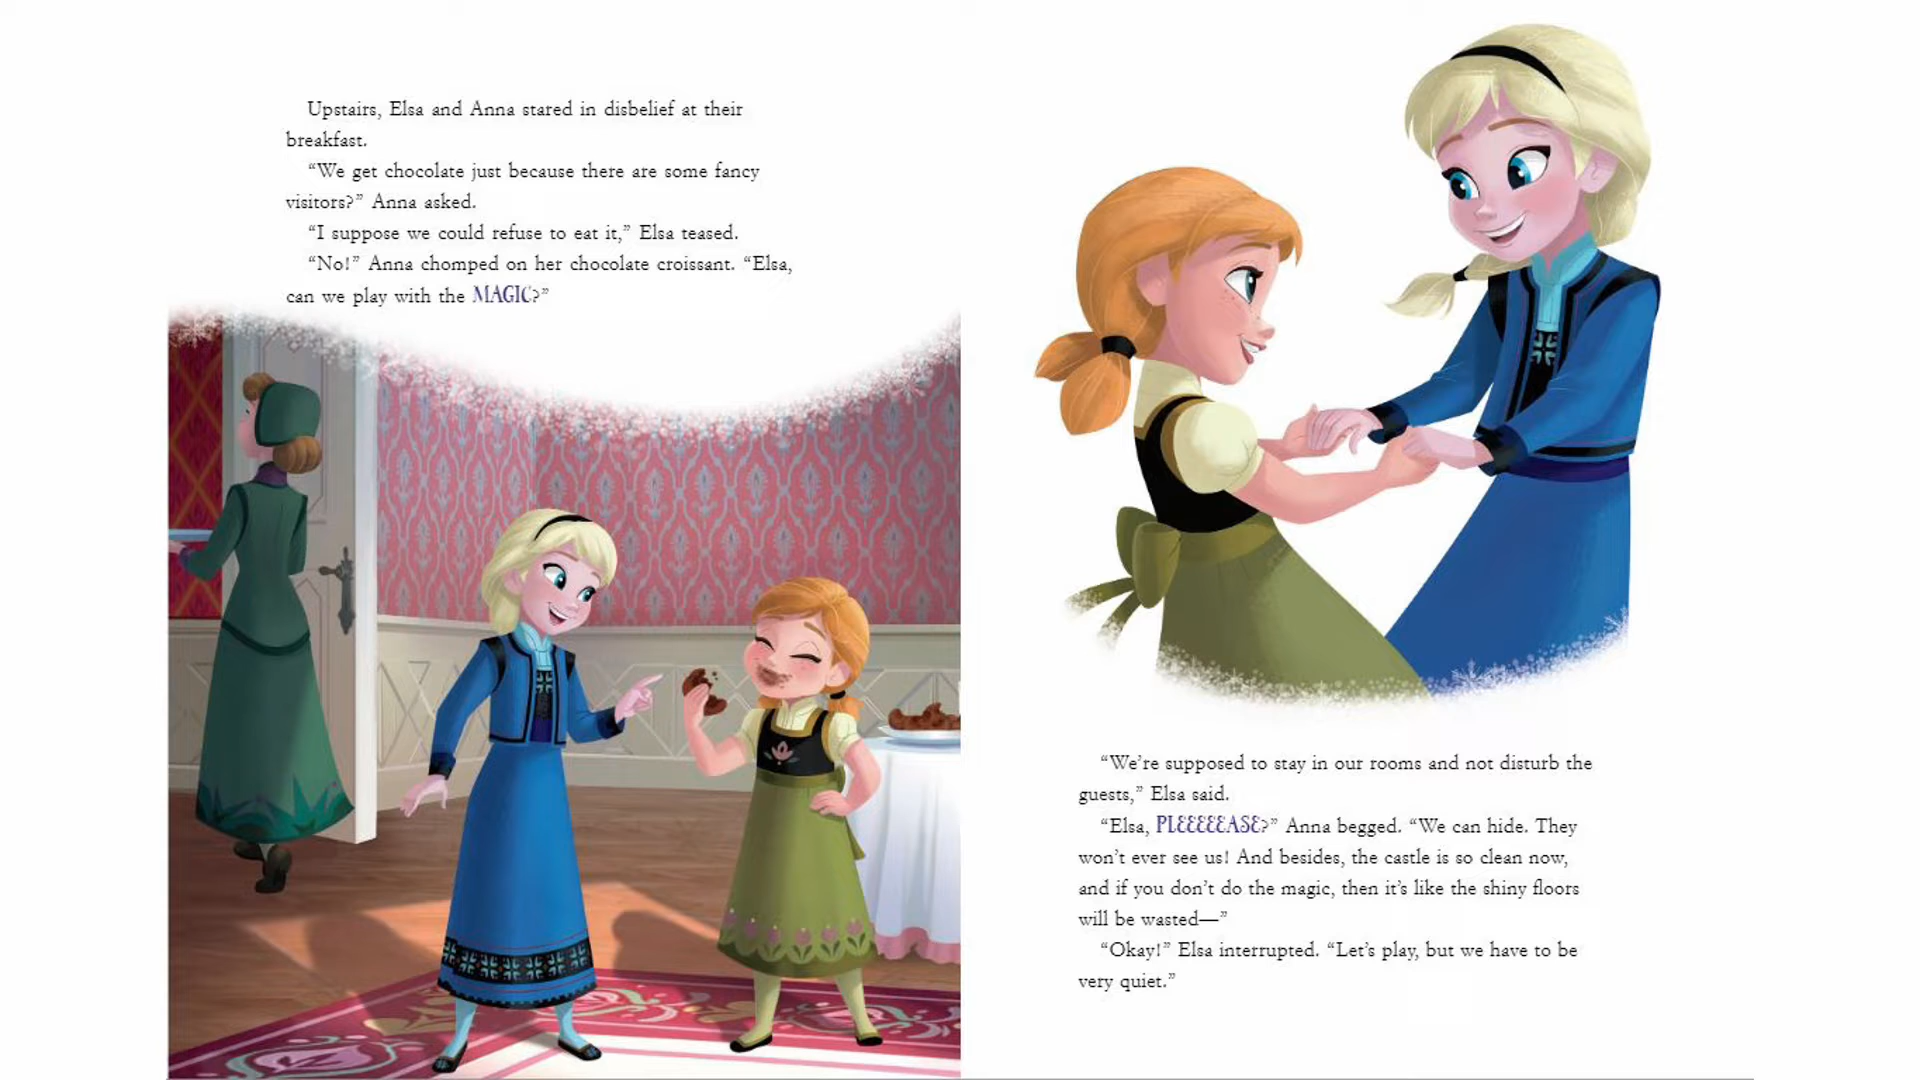 Upstairs, Elsa and Anna stared in disbelief at their
breakfast.
“We get chocolate just because there are some fancy
visitors?” Anna asked.
“I suppose we could refuse to eat it,” Elsa teased.
“No!” Anna chomped on her chocolate croissant. “Elsa,
can we play with the MAGIC?”
“We’re supposed to stay in our rooms and not disturb the
guests,” Elsa said.
“Elsa, PLEEEEEASE?” Anna begged. “We can hide. They
won’t ever see us! And besides, the castle is so clean now,
and if you don’t do the magic, then it’s like the shiny floors
will be wasted—”
“Okay!” Elsa interrupted. “Let’s play, but we have to be
very quiet.”